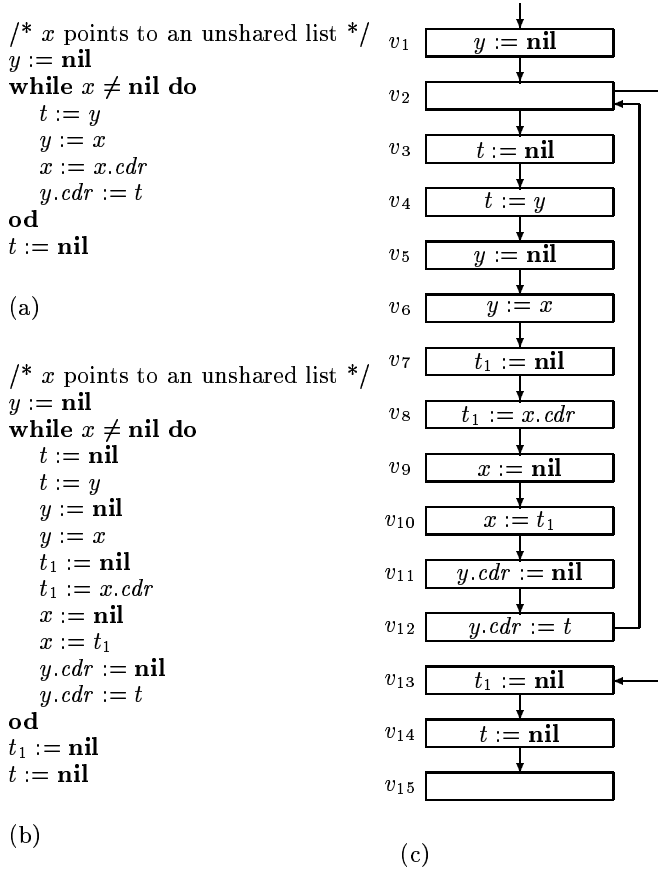 /* x points to an unshared list */
y := nil
while x ≠ nil do
t := y
y := x
x := x.cdr
y.cdr := t
od
t := nil
(a)
/* x points to an unshared list */
y := nil
while x ≠ nil do
t := nil
t := y
y := nil
y := x
t₁ := nil
t₁ := x.cdr
x := nil
x := t₁
y.cdr := nil
y.cdr := t
od
t₁ := nil
t := nil
(b)
v₁ y := nil
v₂
v₃ t := nil
v₄ t := y
v₅ y := nil
v₆ y := x
v₇ t₁ := nil
v₈ t₁ := x.cdr
v₉ x := nil
v₁₀ x := t₁
v₁₁ y.cdr := nil
v₁₂ y.cdr := t
v₁₃ t₁ := nil
v₁₄ t := nil
v₁₅
(c)